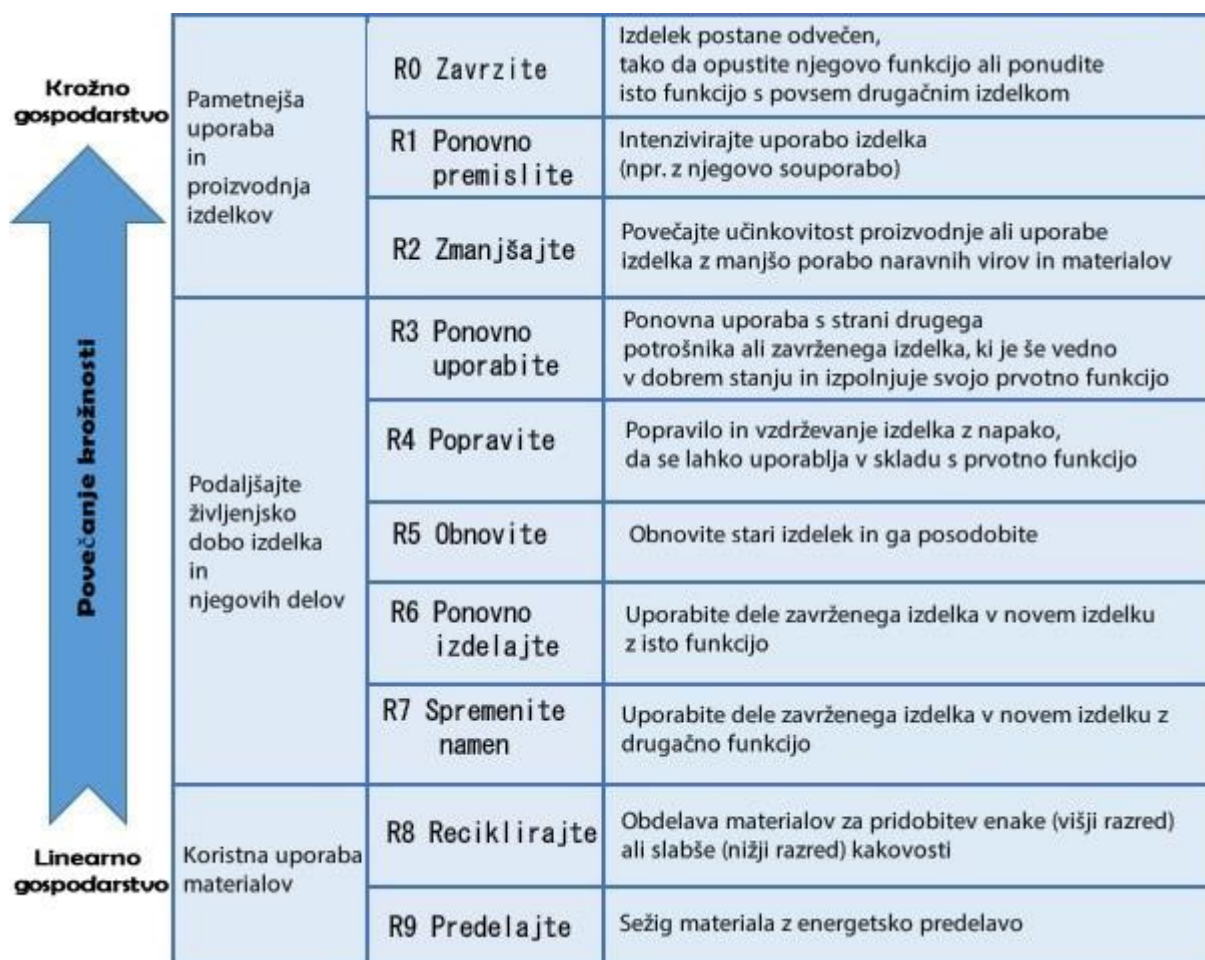 Krožno
gospodarstvo
Povečanje krožnosti
Linearno
gospodarstvo
Pametnejša
uporaba
in
proizvodnja
izdelkov
R0 Zavrzite
Izdelek postane odvečen,
tako da opustite njegovo funkcijo ali ponudite
isto funkcijo s povsem drugačnim izdelkom
R1 Ponovno
premislite
Intenzivirajte uporabo izdelka
(npr. z njegovo souporabo)
R2 Zmanjšajte
Povečajte učinkovitost proizvodnje ali uporabe
izdelka z manjšo porabo naravnih virov in materialov
Podaljšajte
življenjsko
dobo izdelka
in
njegovih delov
R3 Ponovno
uporabite
Ponovna uporaba s strani drugega
potrošnika ali zavrženega izdelka, ki je še vedno
v dobrem stanju in izpolnjuje svojo prvotno funkcijo
R4 Popravite
Popravilo in vzdrževanje izdelka z napako,
da se lahko uporablja v skladu s prvotno funkcijo
R5 Obnovite
Obnovite stari izdelek in ga posodobite
R6 Ponovno
izdelajte
Uporabite dele zavrženega izdelka v novem izdelku
z isto funkcijo
R7 Spremenite
namen
Uporabite dele zavrženega izdelka v novem izdelku z
drugačno funkcijo
Koristna uporaba
materialov
R8 Reciklirajte
Obdelava materialov za pridobitev enake (višji razred)
ali slabše (nižji razred) kakovosti
R9 Predelajte
Sežig materiala z energetsko predelavo